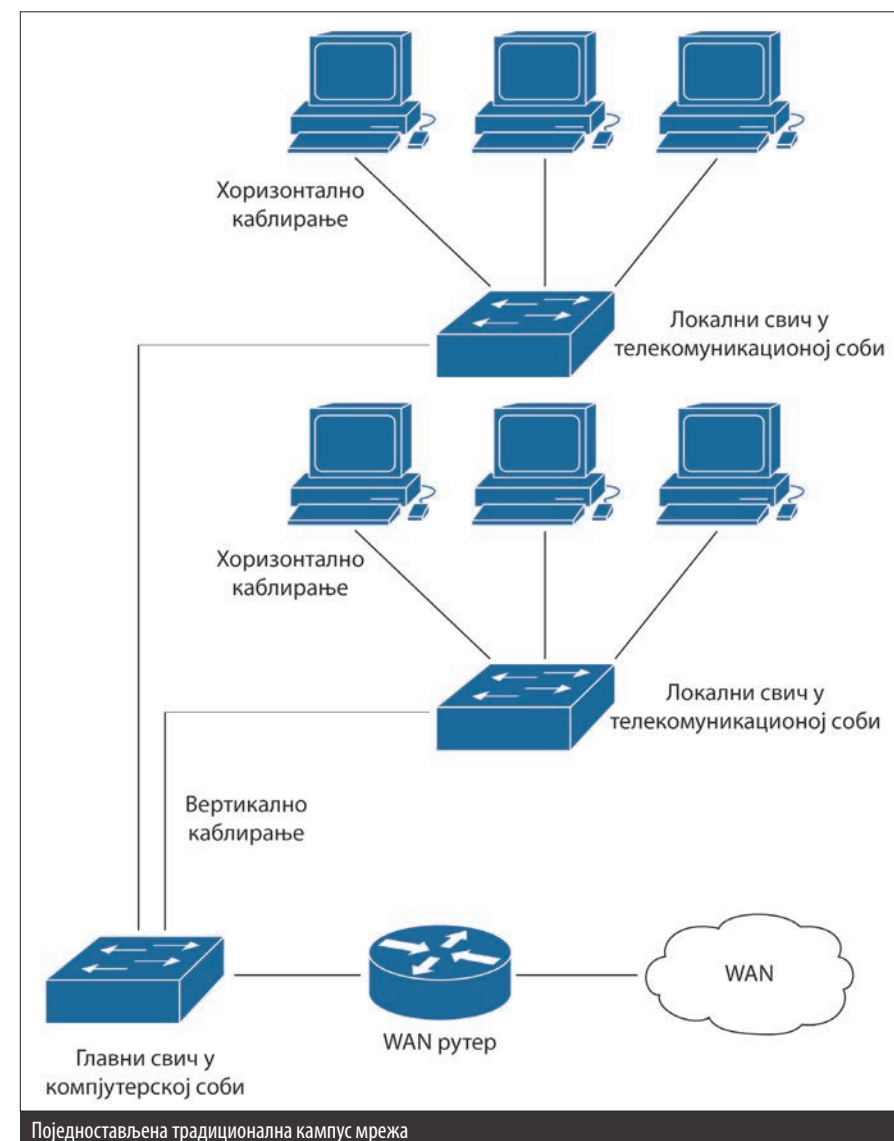 Хоризонтално
каблирање
Локални свич у
телекомуникационој соби
Хоризонтално
каблирање
Локални свич у
телекомуникационој соби
Вертикално
каблирање
WAN
WAN рутер
Главни свич у
компјутерској соби
Поједностављена традиционална кампус мрежа